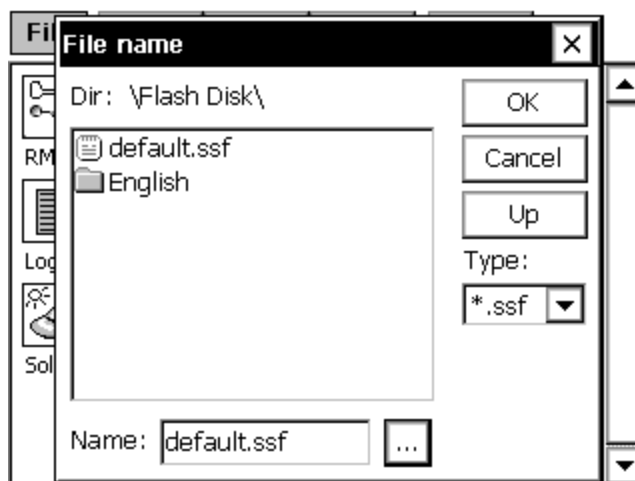 Fil
File name
Dir: \Flash Disk\
OK
default.ssf
Cancel
English
RM
Up
Log
Type:
*.ssf
Sol
Name: default.ssf ...